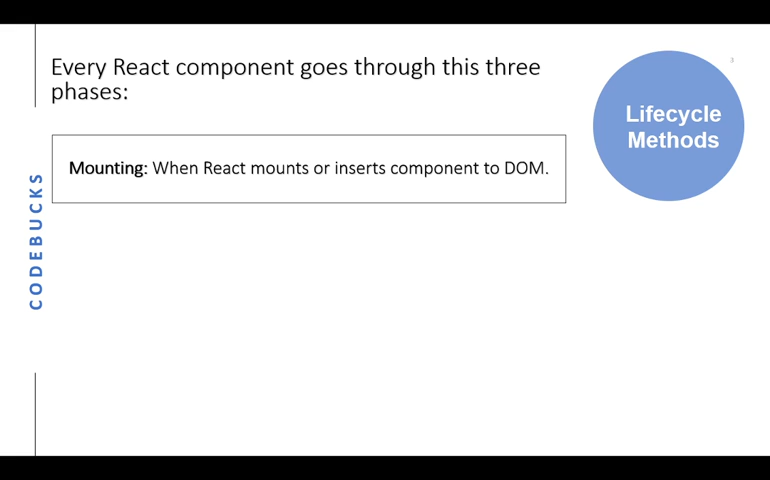 Every React component goes through this three
phases:
3
Lifecycle
Methods
Mounting: When React mounts or inserts component to DOM.
CODEBUCKS